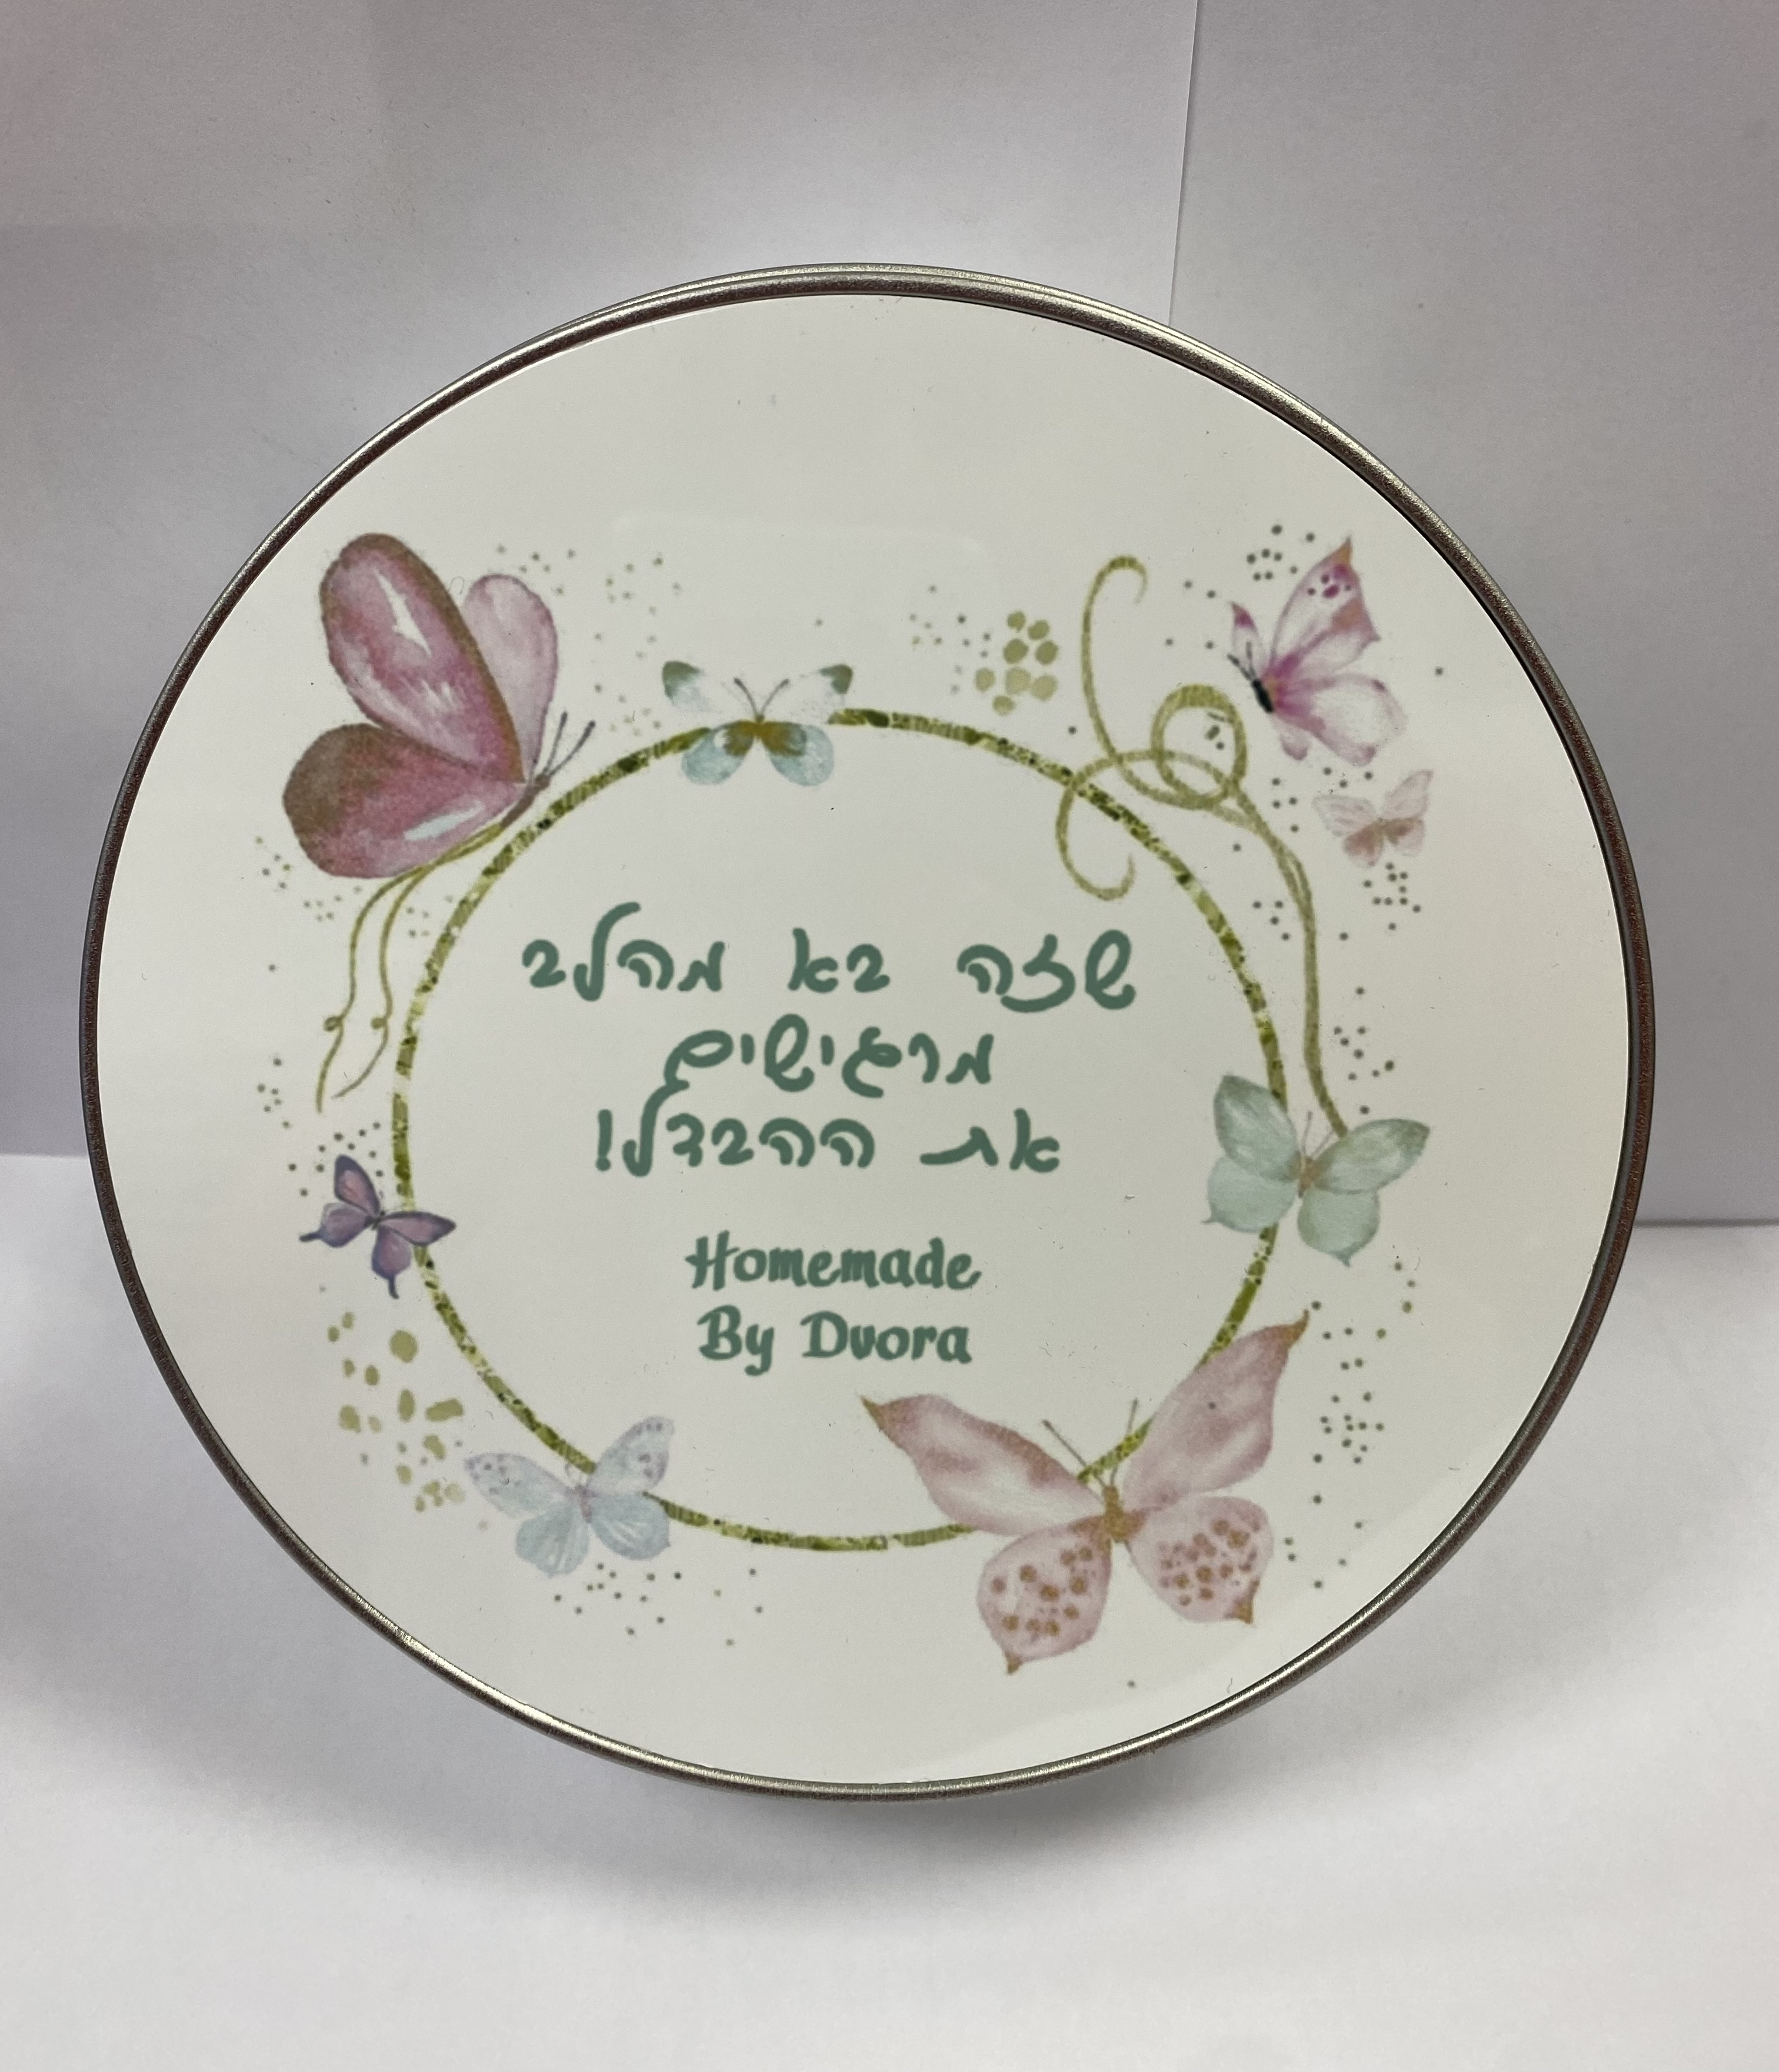 שזה בא מהלב
מרגישים
את ההבדל!
Homemade
By Dvora